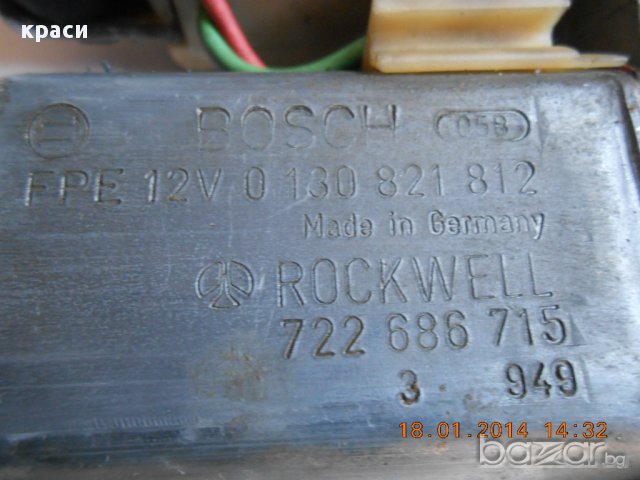 краси
BOSCH 058
FPE 12V 0 130 821 812
Made in Germany
ROCKWELL
722 686 715
3 949
18.01.2014 14:32
bazar.bg